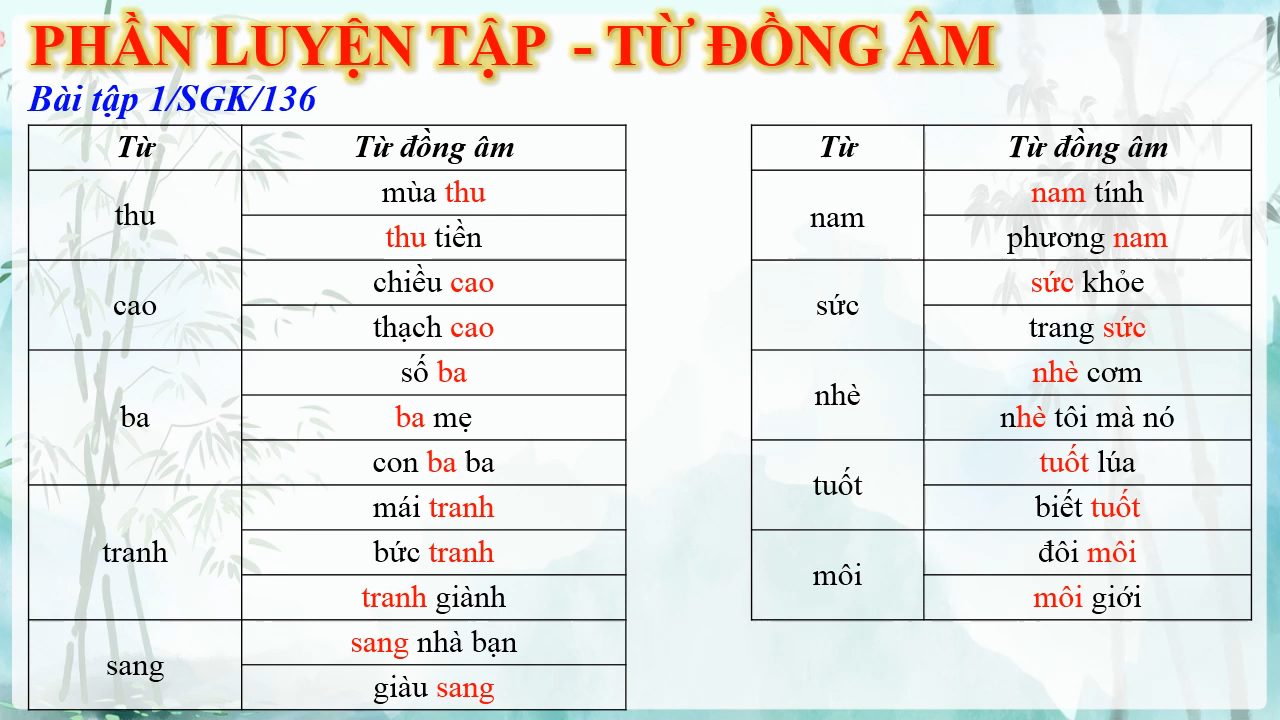 PHẦN LUYỆN TẬP - TỪ ĐỒNG ÂM
Bài tập 1/SGK/136
Từ
Từ đồng âm
thu
mùa thu
thu tiền
cao
chiều cao
thạch cao
ba
số ba
ba mẹ
con ba ba
tranh
mái tranh
bức tranh
tranh giành
sang
sang nhà bạn
giàu sang
Từ
Từ đồng âm
nam
nam tính
phương nam
sức
sức khỏe
trang sức
nhè
nhè cơm
nhè tôi mà nó
tuốt
tuốt lúa
biết tuốt
môi
đôi môi
môi giới